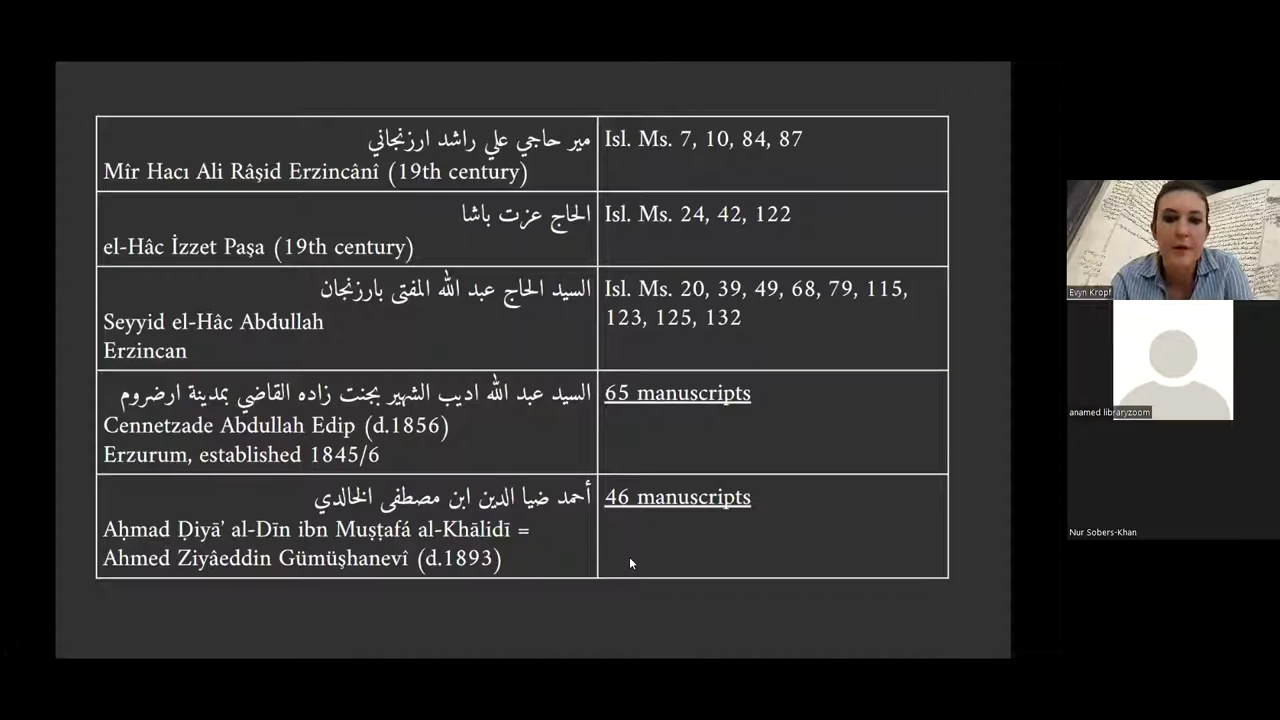 مير حاجي علي راشد ارزنجاني
Mîr Hacı Ali Râşid Erzincânî (19th century)
Isl. Ms. 7, 10, 84, 87
الحاج عزت باشا
el-Hâc İzzet Paşa (19th century)
Isl. Ms. 24, 42, 122
السيد الحاج عبد الله المفتى بارزنجان
Seyyid el-Hâc Abdullah
Erzincan
Isl. Ms. 20, 39, 49, 68, 79, 115,
123, 125, 132
السيد عبد الله اديب الشهير بجنت زاده القاضي بمدينة ارضروم
Cennetzade Abdullah Edip (d.1856)
Erzurum, established 1845/6
65 manuscripts
أحمد ضيا الدين ابن مصطفى الخالدي
Aḥmad Ḍiyāʼ al-Dīn ibn Muṣṭafá al-Khālidī =
Ahmed Ziyâeddin Gümüşhanevî (d.1893)
46 manuscripts
Evyn Kropf
anamed libraryzoom
Nur Sobers-Khan